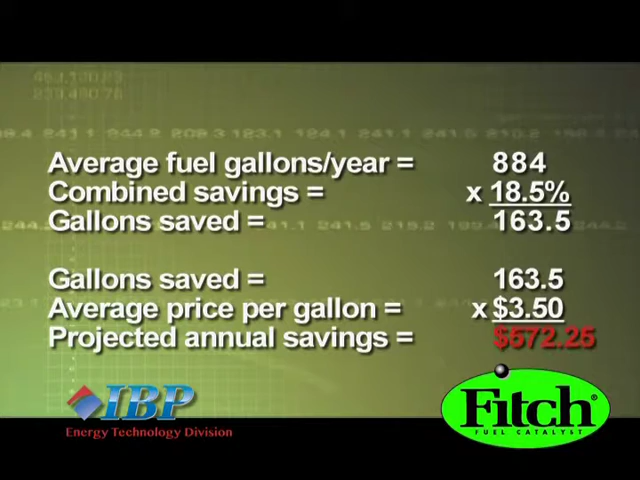 Average fuel gallons/year = 884
Combined savings = x 18.5%
Gallons saved = 163.5
Gallons saved = 163.5
Average price per gallon = x $3.50
Projected annual savings = $572.25
IBP
Energy Technology Division
Fitch®
FUEL CATALYST